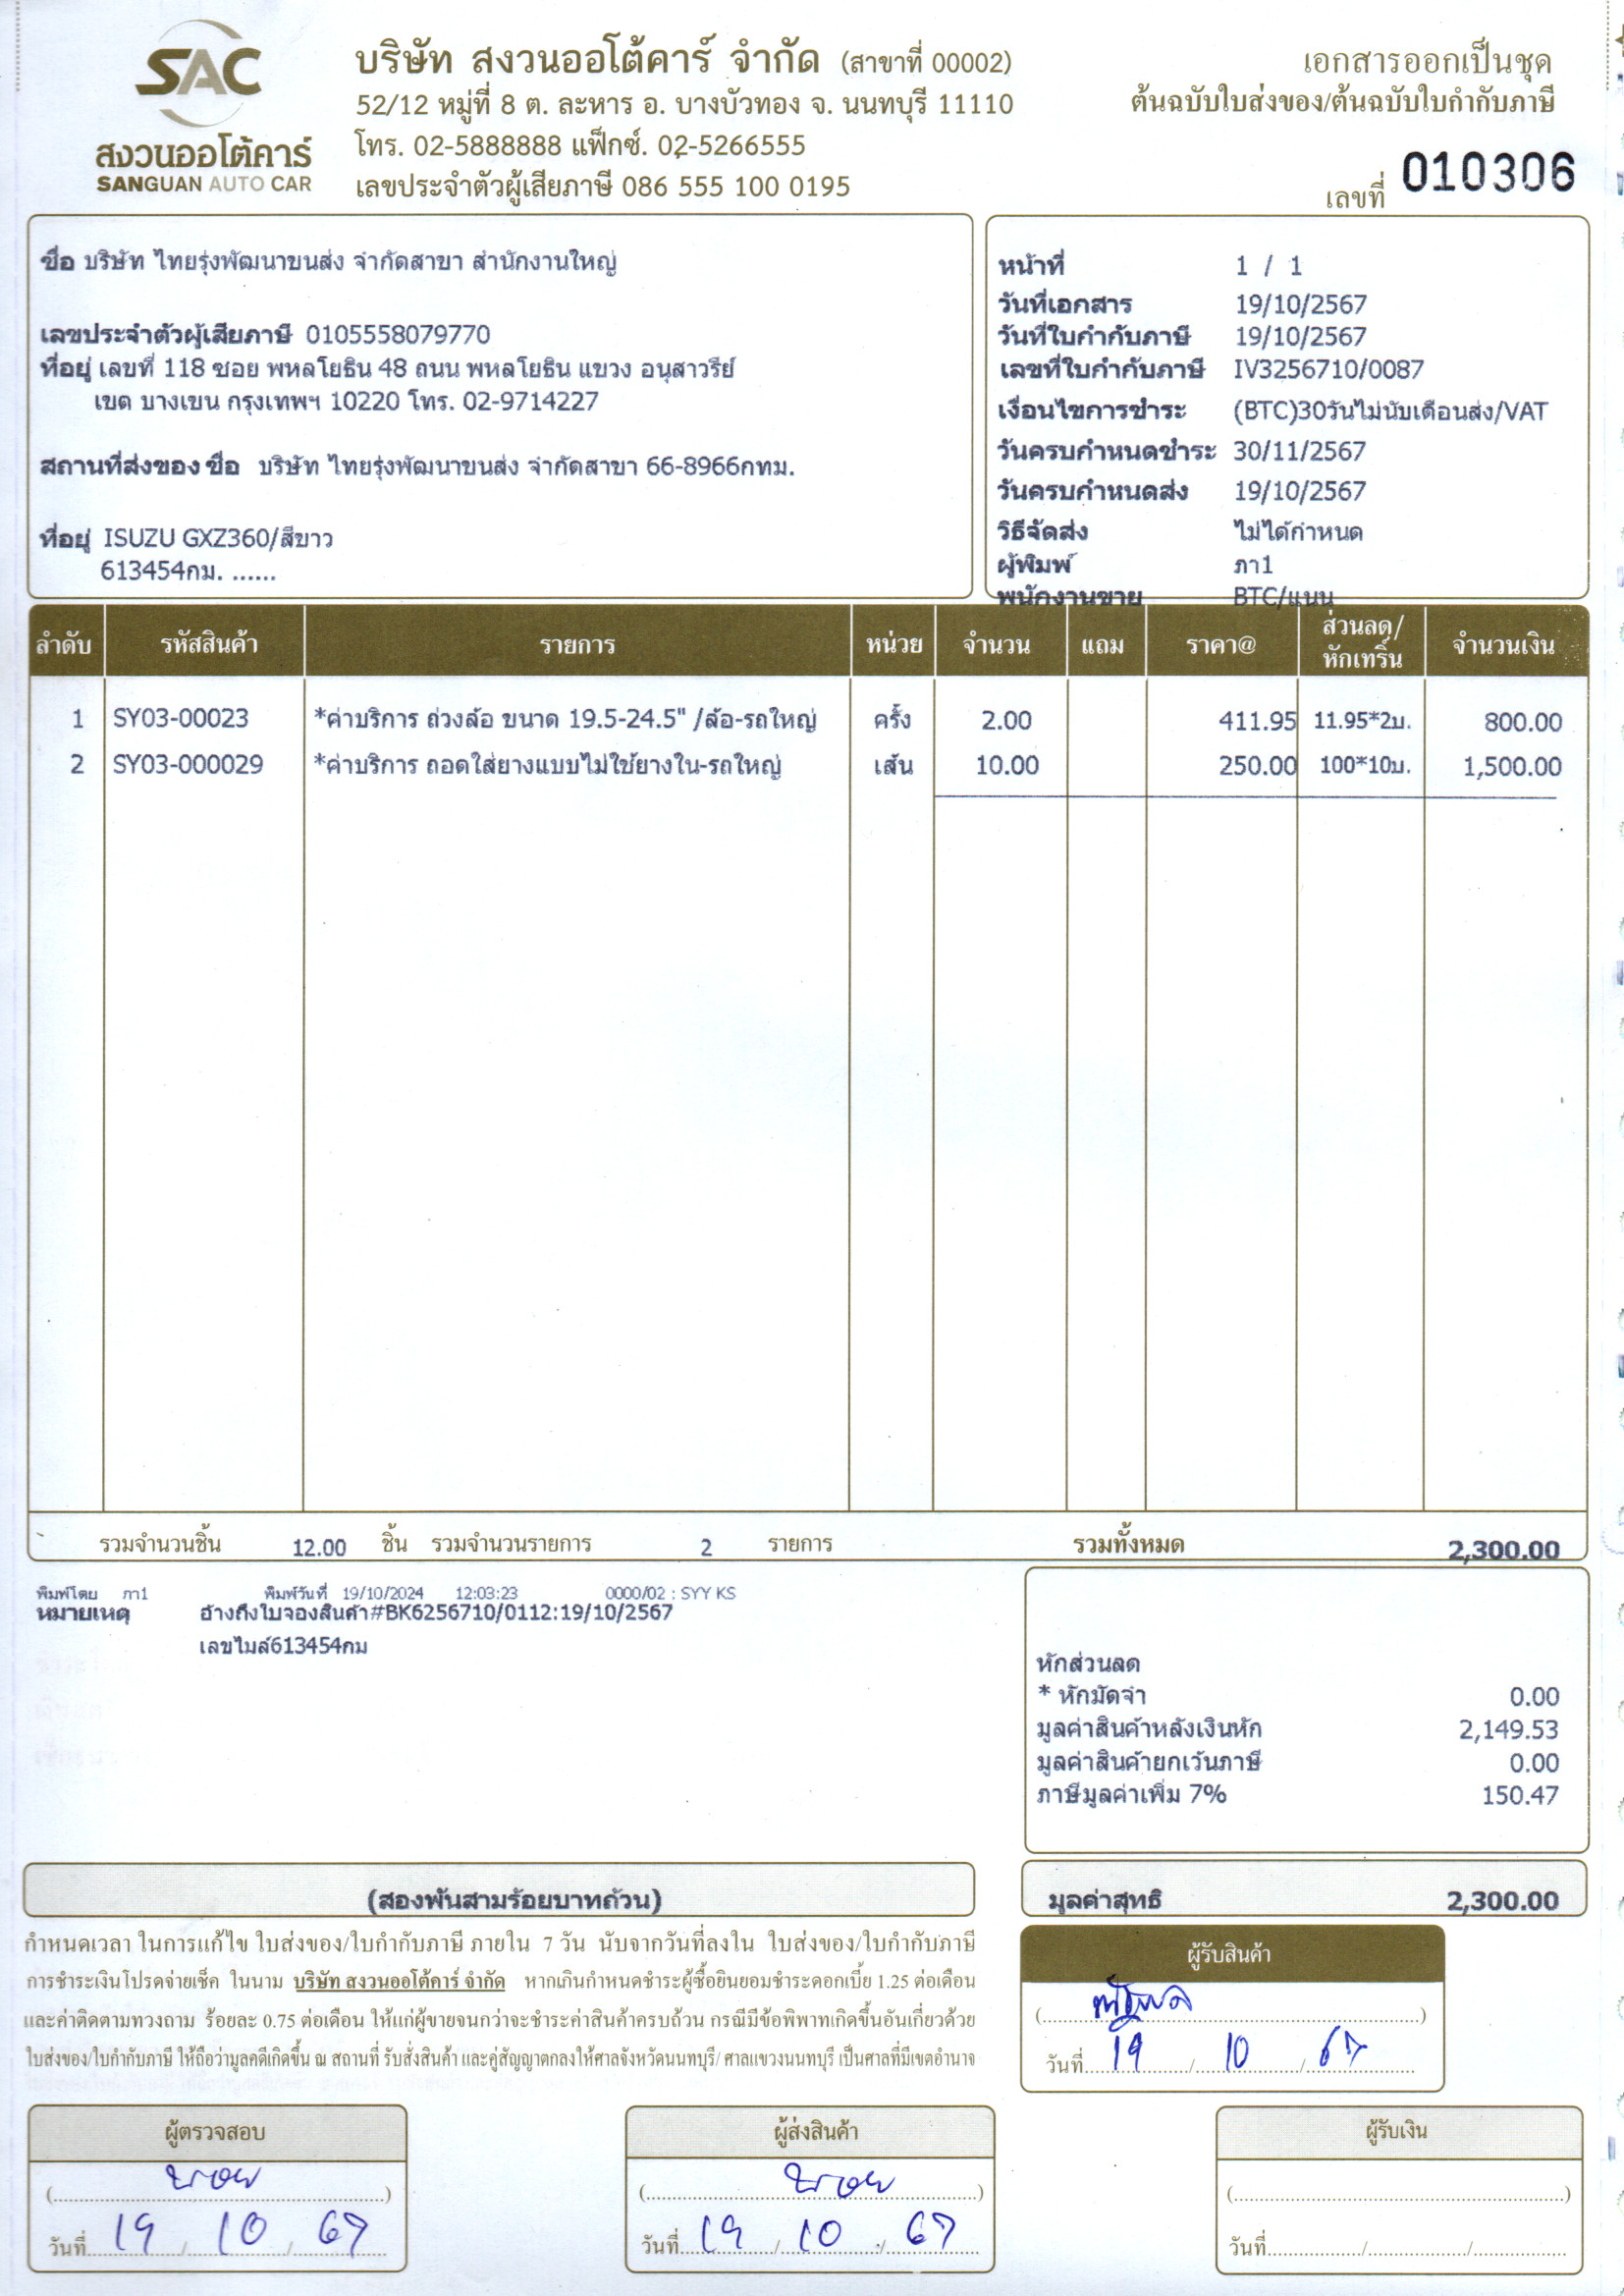 SAC
สงวนออโต้คาร์
SANGUAN AUTO CAR
บริษัท สงวนออโต้คาร์ จำกัด (สาขาที่ 00002)
52/12 หมู่ที่ 8 ต. ละหาร อ. บางบัวทอง จ. นนทบุรี 11110
โทร. 02-5888888 แฟ็กซ์. 02-5266555
เลขประจำตัวผู้เสียภาษี 086 555 100 0195
เอกสารออกเป็นชุด
ต้นฉบับใบส่งของ/ต้นฉบับใบกำกับภาษี
เลขที่ 010306
ชื่อ บริษัท ไทยรุ่งพัฒนาขนส่ง จำกัดสาขา สำนักงานใหญ่
เลขประจำตัวผู้เสียภาษี 0105558079770
ที่อยู่ เลขที่ 118 ซอย พหลโยธิน 48 ถนน พหลโยธิน แขวง อนุสาวรีย์
เขต บางเขน กรุงเทพฯ 10220 โทร. 02-9714227
สถานที่ส่งของ ชื่อ บริษัท ไทยรุ่งพัฒนาขนส่ง จำกัดสาขา 66-8966กทม.
ที่อยู่ ISUZU GXZ360/สีขาว
613454กม. ......
หน้าที่ 1 / 1
วันที่เอกสาร 19/10/2567
วันที่ใบกำกับภาษี 19/10/2567
เลขที่ใบกำกับภาษี IV3256710/0087
เงื่อนไขการชำระ (BTC)30วันไม่นับเดือนส่ง/VAT
วันครบกำหนดชำระ 30/11/2567
วันครบกำหนดส่ง 19/10/2567
วิธีจัดส่ง ไม่ได้กำหนด
ผู้พิมพ์ ภา1
พนักงานขาย BTC/แนน
ลำดับ รหัสสินค้า รายการ หน่วย จำนวน แถม ราคา@ ส่วนลด/หักเทริ์น จำนวนเงิน
1 SY03-00023 *ค่าบริการ ถ่วงล้อ ขนาด 19.5-24.5" /ล้อ-รถใหญ่ ครั้ง 2.00 411.95 11.95*2บ. 800.00
2 SY03-000029 *ค่าบริการ ถอดใส่ยางแบบไม่ใช้ยางใน-รถใหญ่ เส้น 10.00 250.00 100*10บ. 1,500.00
รวมจำนวนชิ้น 12.00 ชิ้น รวมจำนวนรายการ 2 รายการ รวมทั้งหมด 2,300.00
พิมพ์โดย ภา1 พิมพ์วันที่ 19/10/2024 12:03:23 0000/02 : SYY KS
หมายเหตุ อ้างถึงใบจองสินค้า#BK6256710/0112:19/10/2567
เลขไมล์613454กม
หักส่วนลด
* หักมัดจำ 0.00
มูลค่าสินค้าหลังเงินหัก 2,149.53
มูลค่าสินค้ายกเว้นภาษี 0.00
ภาษีมูลค่าเพิ่ม 7% 150.47
(สองพันสามร้อยบาทถ้วน)
มูลค่าสุทธิ 2,300.00
กำหนดเวลา ในการแก้ไข ใบส่งของ/ใบกำกับภาษี ภายใน 7 วัน นับจากวันที่ลงใน ใบส่งของ/ใบกำกับภาษี
การชำระเงินโปรดจ่ายเช็ค ในนาม บริษัท สงวนออโต้คาร์ จำกัด หากเกินกำหนดชำระผู้ซื้อยินยอมชำระดอกเบี้ย 1.25 ต่อเดือน
และค่าติดตามทวงถาม ร้อยละ 0.75 ต่อเดือน ให้แก่ผู้ขายจนกว่าจะชำระค่าสินค้าครบถ้วน กรณีมีข้อพิพาทเกิดขึ้นอันเกี่ยวด้วย
ใบส่งของ/ใบกำกับภาษี ให้ถือว่ามูลคดีเกิดขึ้น ณ สถานที่ รับสั่งสินค้า และคู่สัญญาตกลงให้ศาลจังหวัดนนทบุรี/ ศาลแขวงนนทบุรี เป็นศาลที่มีเขตอำนาจ
ผู้รับสินค้า
วันที่ 19 / 10 / 67
ผู้ตรวจสอบ
วันที่ 19 / 10 / 67
ผู้ส่งสินค้า
วันที่ 19 / 10 / 67
ผู้รับเงิน
วันที่ / /